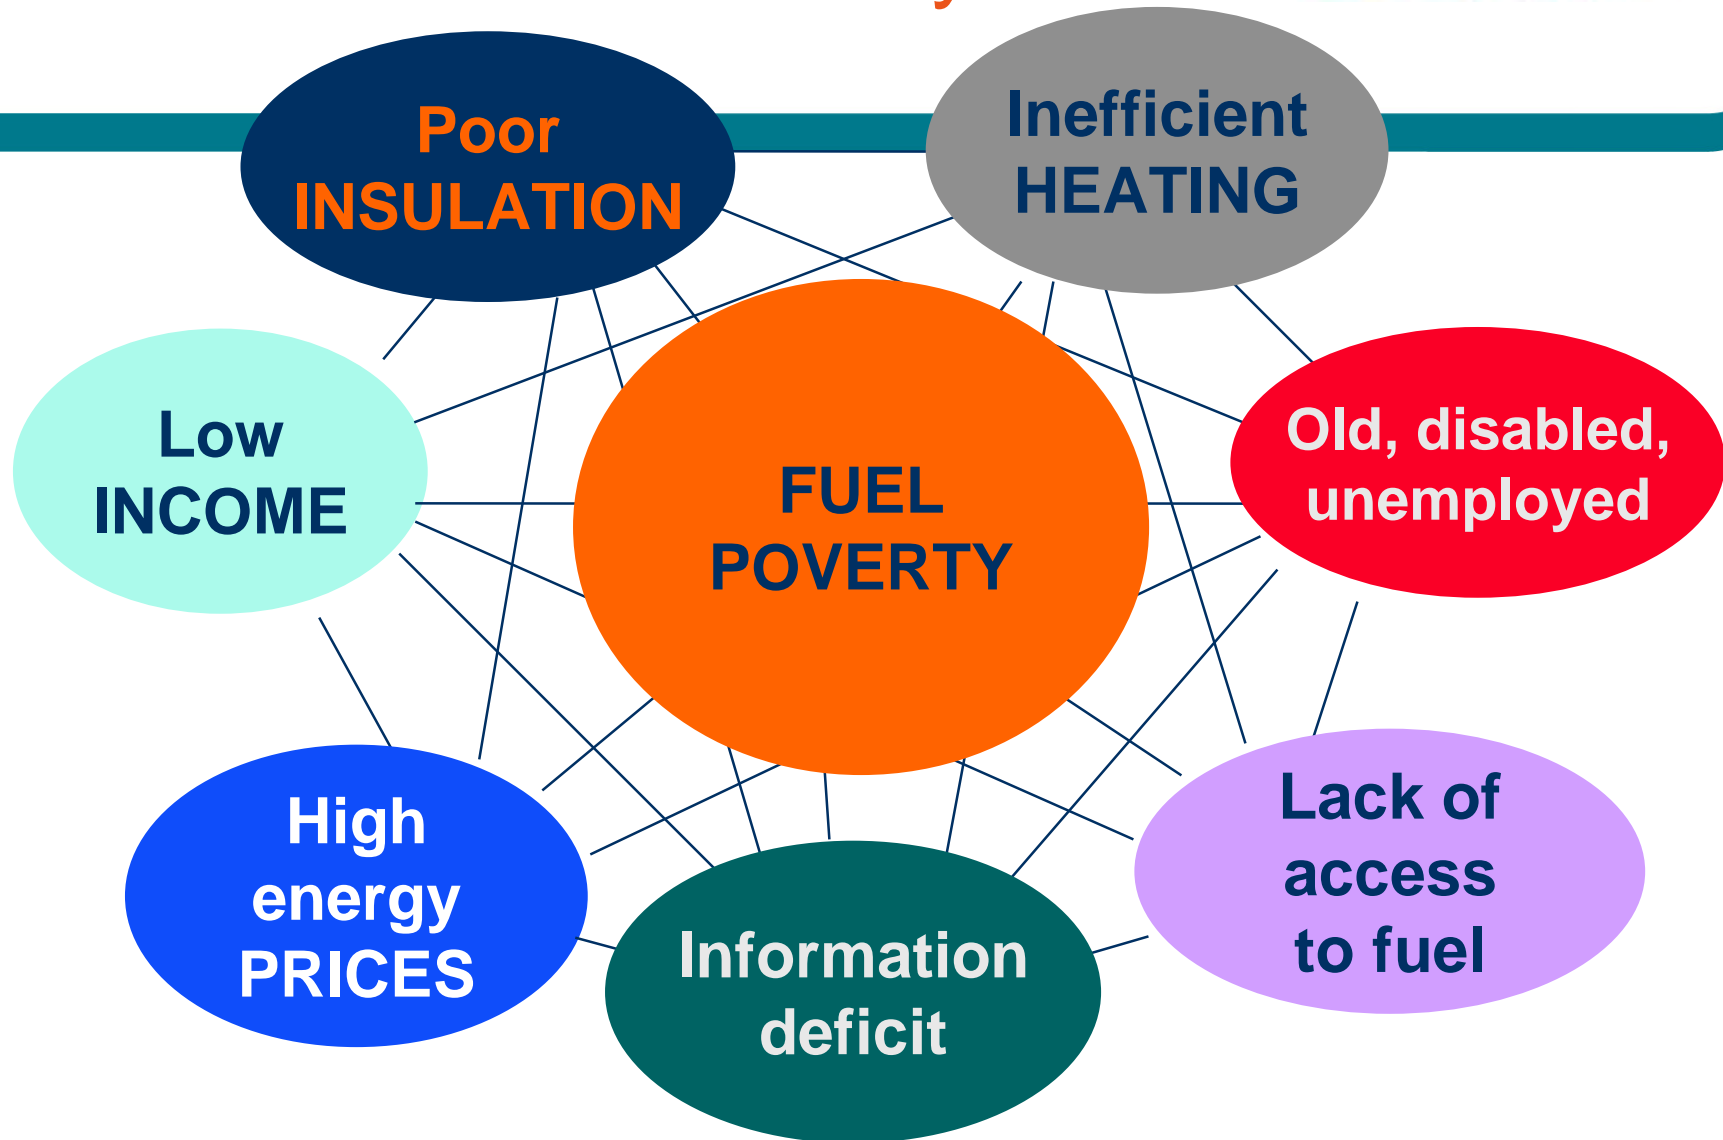 Poor
INSULATION
Inefficient
HEATING
Low
INCOME
FUEL
POVERTY
Old, disabled,
unemployed
High
energy
PRICES
Information
deficit
Lack of
access
to fuel